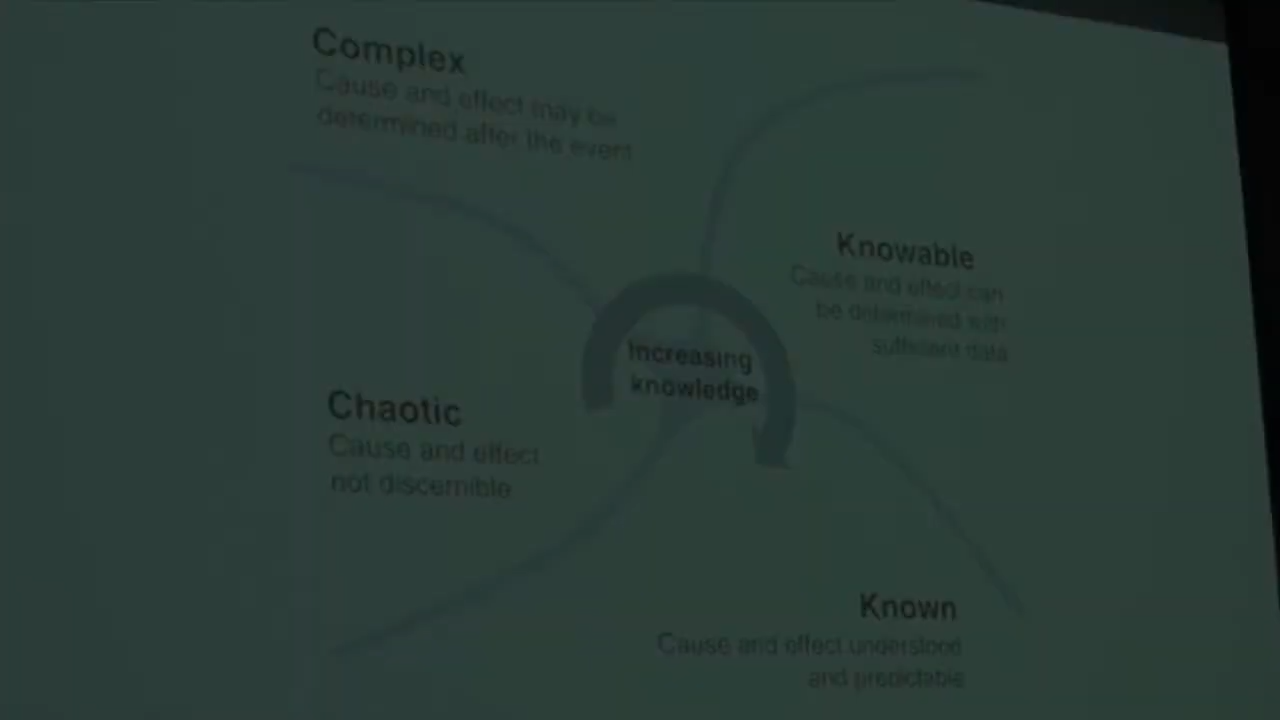 Complex
Cause and effect may be
determined after the event
Knowable
Cause and effect can
be determined with
sufficient data
Increasing
knowledge
Chaotic
Cause and effect
not discernible
Known
Cause and effect understood
and predictable